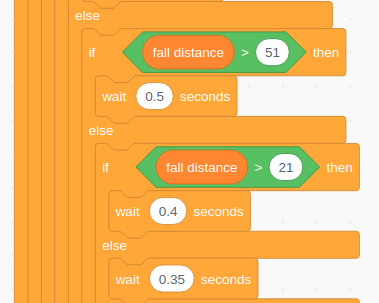 else
if fall distance > 51 then
wait 0.5 seconds
else
if fall distance > 21 then
wait 0.4 seconds
else
wait 0.35 seconds